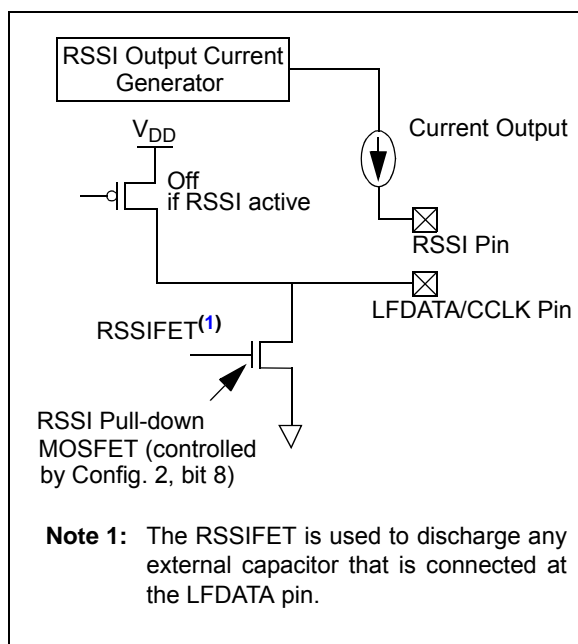 RSSI Output Current
Generator
VDD
Current Output
Off
if RSSI active
RSSI Pin
LFDATA/CCLK Pin
RSSIFET(1)
RSSI Pull-down
MOSFET (controlled
by Config. 2, bit 8)
Note 1: The RSSIFET is used to discharge any
external capacitor that is connected at
the LFDATA pin.